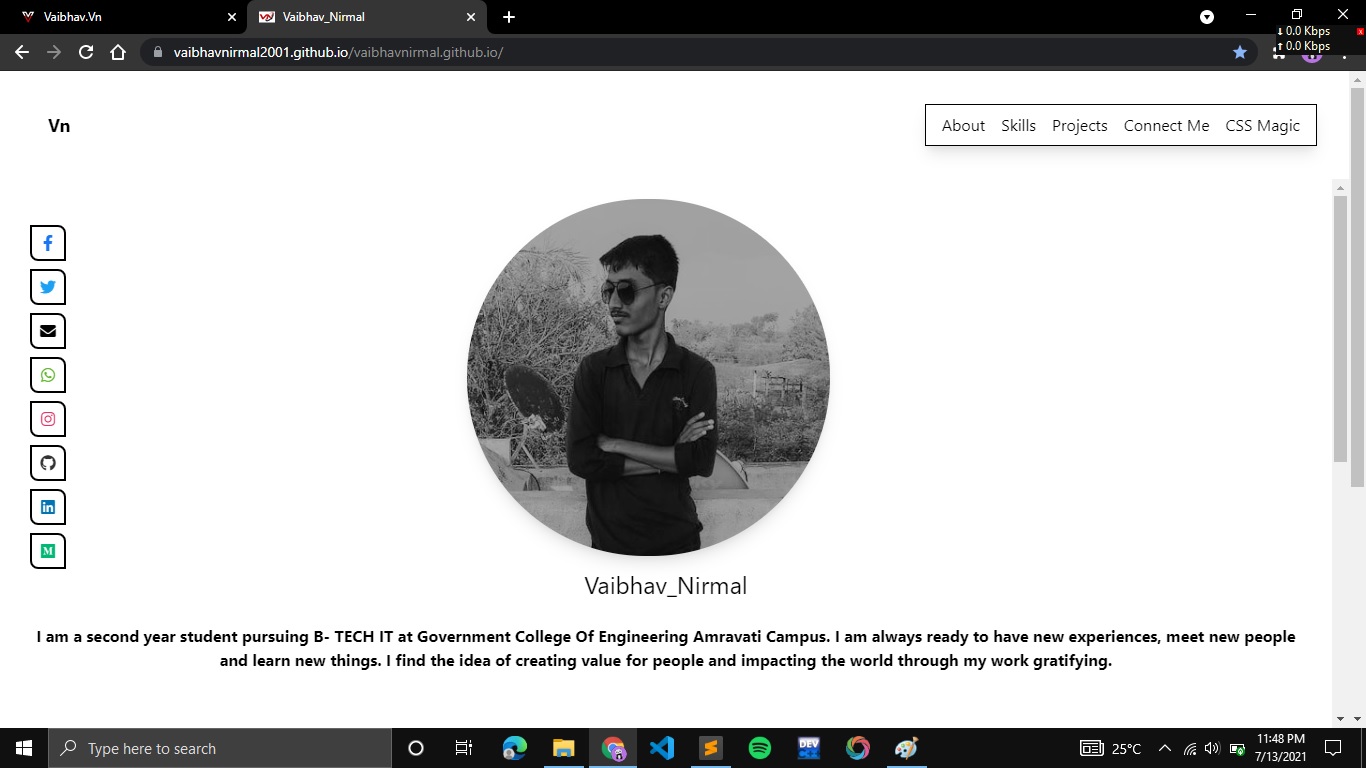 Vaibhav.Vn
Vaibhav_Nirmal
0.0 Kbps
0.0 Kbps
vaibhavnirmal2001.github.io/vaibhavnirmal.github.io/
Vn
About Skills Projects Connect Me CSS Magic
Vaibhav_Nirmal
I am a second year student pursuing B- TECH IT at Government College Of Engineering Amravati Campus. I am always ready to have new experiences, meet new people
and learn new things. I find the idea of creating value for people and impacting the world through my work gratifying.
Type here to search
DEV
25°C
11:48 PM
7/13/2021